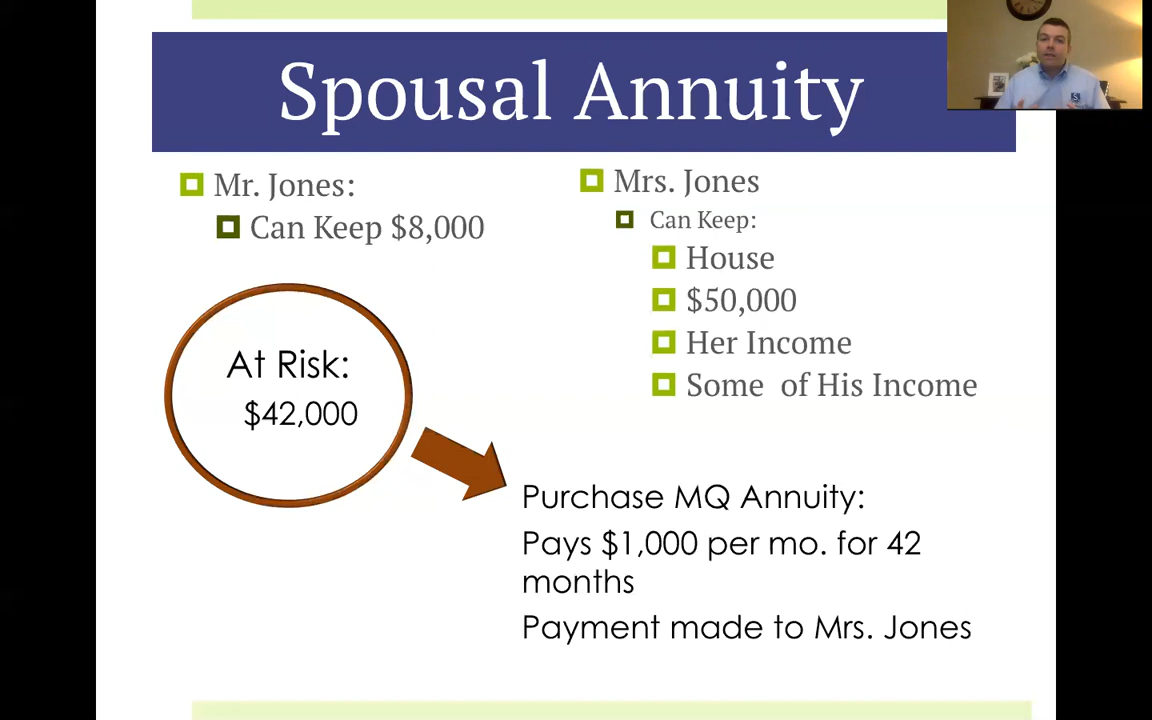 Spousal Annuity
Mr. Jones:
Can Keep $8,000
At Risk:
$42,000
Mrs. Jones
Can Keep:
House
$50,000
Her Income
Some of His Income
Purchase MQ Annuity:
Pays $1,000 per mo. for 42
months
Payment made to Mrs. Jones